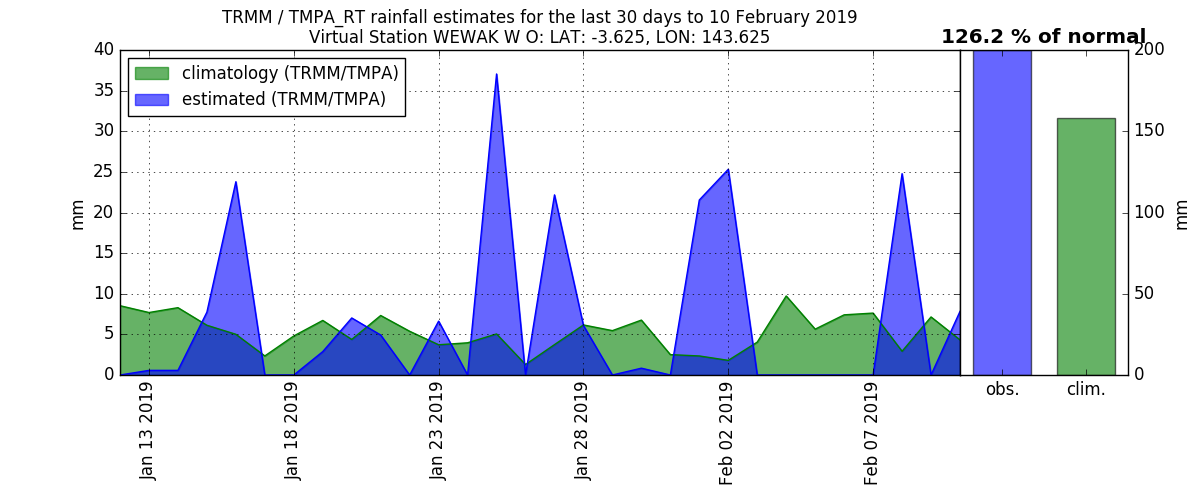 TRMM / TMPA_RT rainfall estimates for the last 30 days to 10 February 2019
Virtual Station WEWAK W O: LAT: -3.625, LON: 143.625
126.2 % of normal
climatology (TRMM/TMPA)
estimated (TRMM/TMPA)
40
35
30
25
20
15
10
5
0
mm
Jan 13 2019
Jan 18 2019
Jan 23 2019
Jan 28 2019
Feb 02 2019
Feb 07 2019
obs.
clim.
200
150
100
50
0
mm